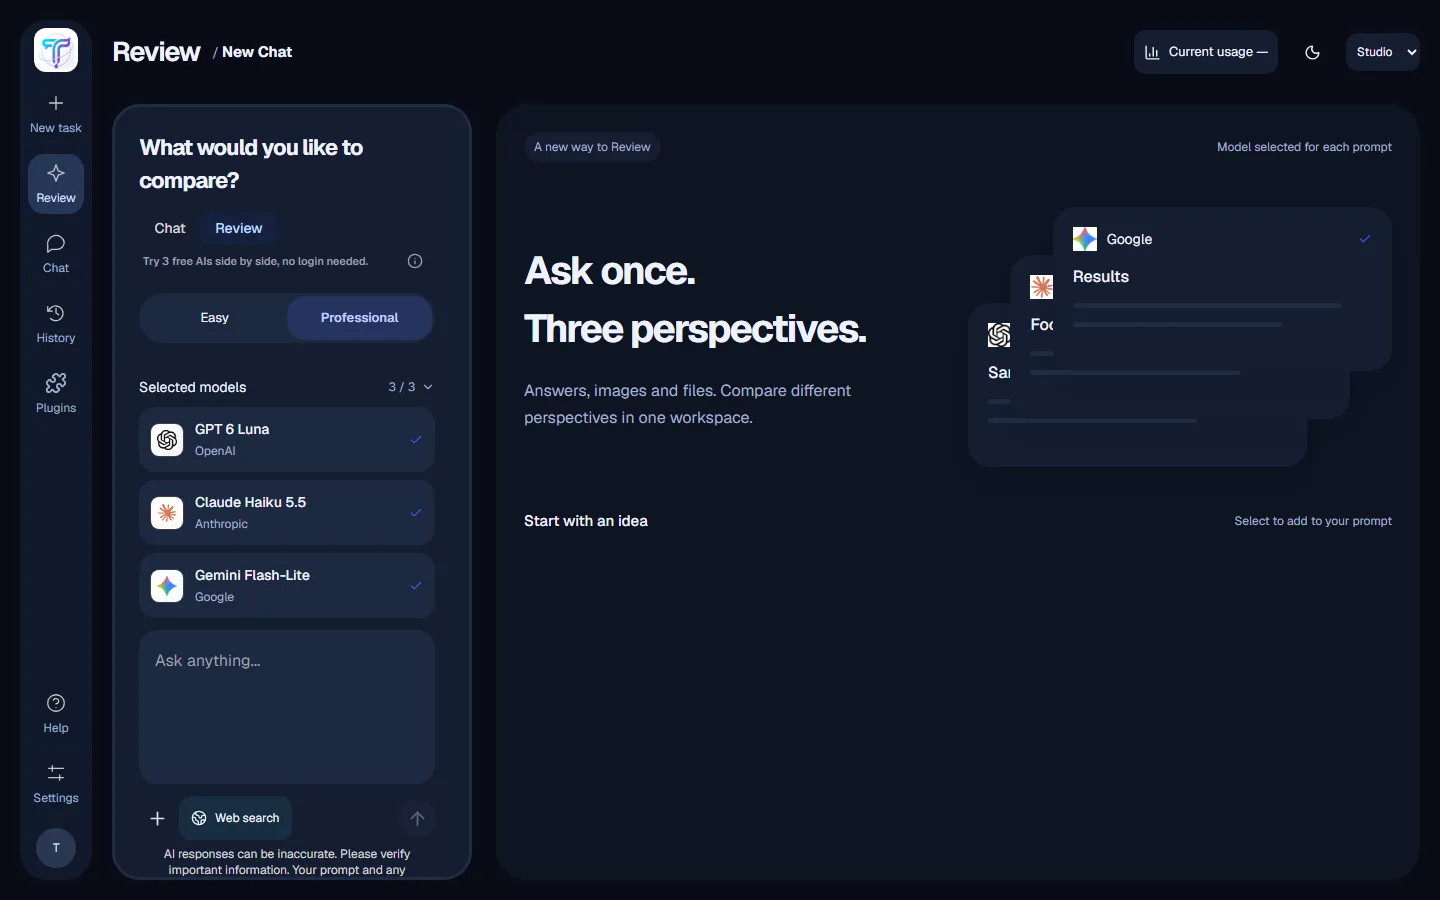 Review / New Chat
Current usage —
Studio
New task
Review
Chat
History
Plugins
Help
Settings
T
What would you like to
compare?
Chat
Review
Try 3 free AIs side by side, no login needed.
Easy
Professional
Selected models
3 / 3
GPT 6 Luna
OpenAI
Claude Haiku 5.5
Anthropic
Gemini Flash-Lite
Google
Ask anything...
Web search
AI responses can be inaccurate. Please verify
important information. Your prompt and any
A new way to Review
Model selected for each prompt
Ask once.
Three perspectives.
Answers, images and files. Compare different
perspectives in one workspace.
Google
Results
Foc
Sar
Start with an idea
Select to add to your prompt